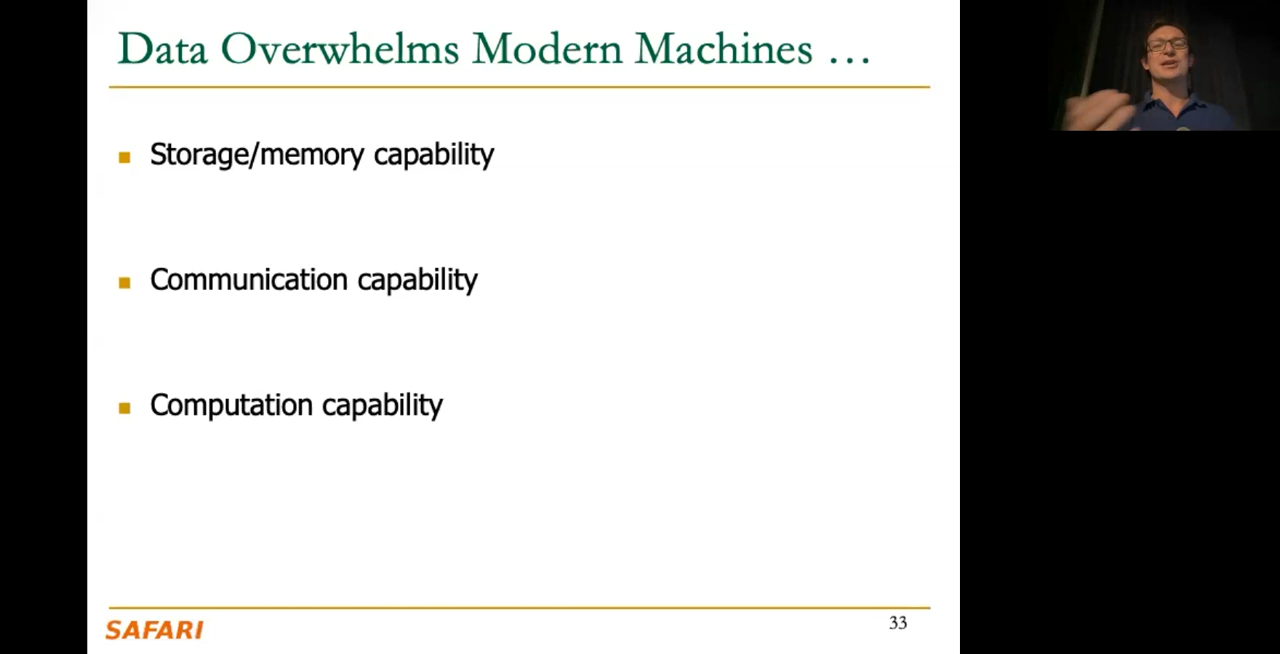 Data Overwhelms Modern Machines …
Storage/memory capability
Communication capability
Computation capability
SAFARI
33